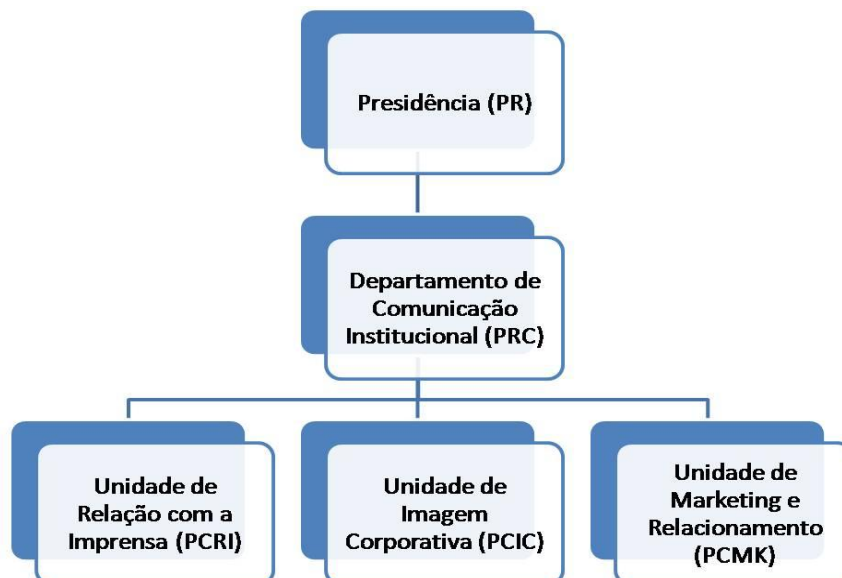 Presidência (PR)
Departamento de
Comunicação
Institucional (PRC)
Unidade de
Relação com a
Imprensa (PCRI)
Unidade de
Imagem
Corporativa (PCIC)
Unidade de
Marketing e
Relacionamento
(PCMK)